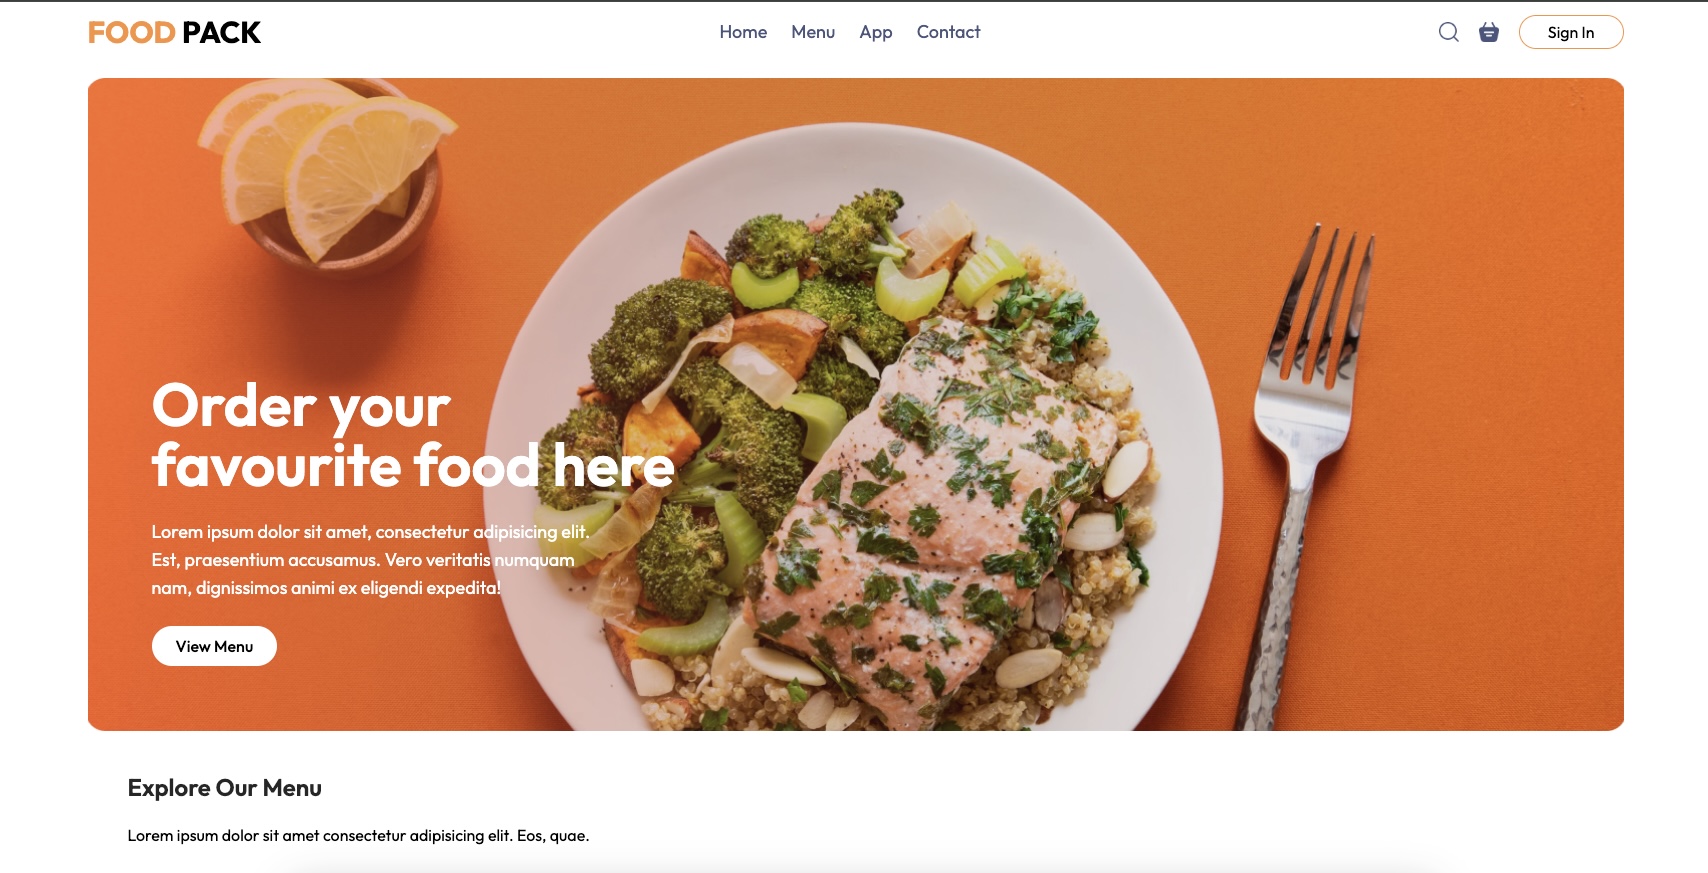 FOOD PACK
Home Menu App Contact
Sign In
Order your
favourite food here
Lorem ipsum dolor sit amet, consectetur adipisicing elit.
Est, praesentium accusamus. Vero veritatis numquam
nam, dignissimos animi ex eligendi expedita!
View Menu
Explore Our Menu
Lorem ipsum dolor sit amet consectetur adipisicing elit. Eos, quae.